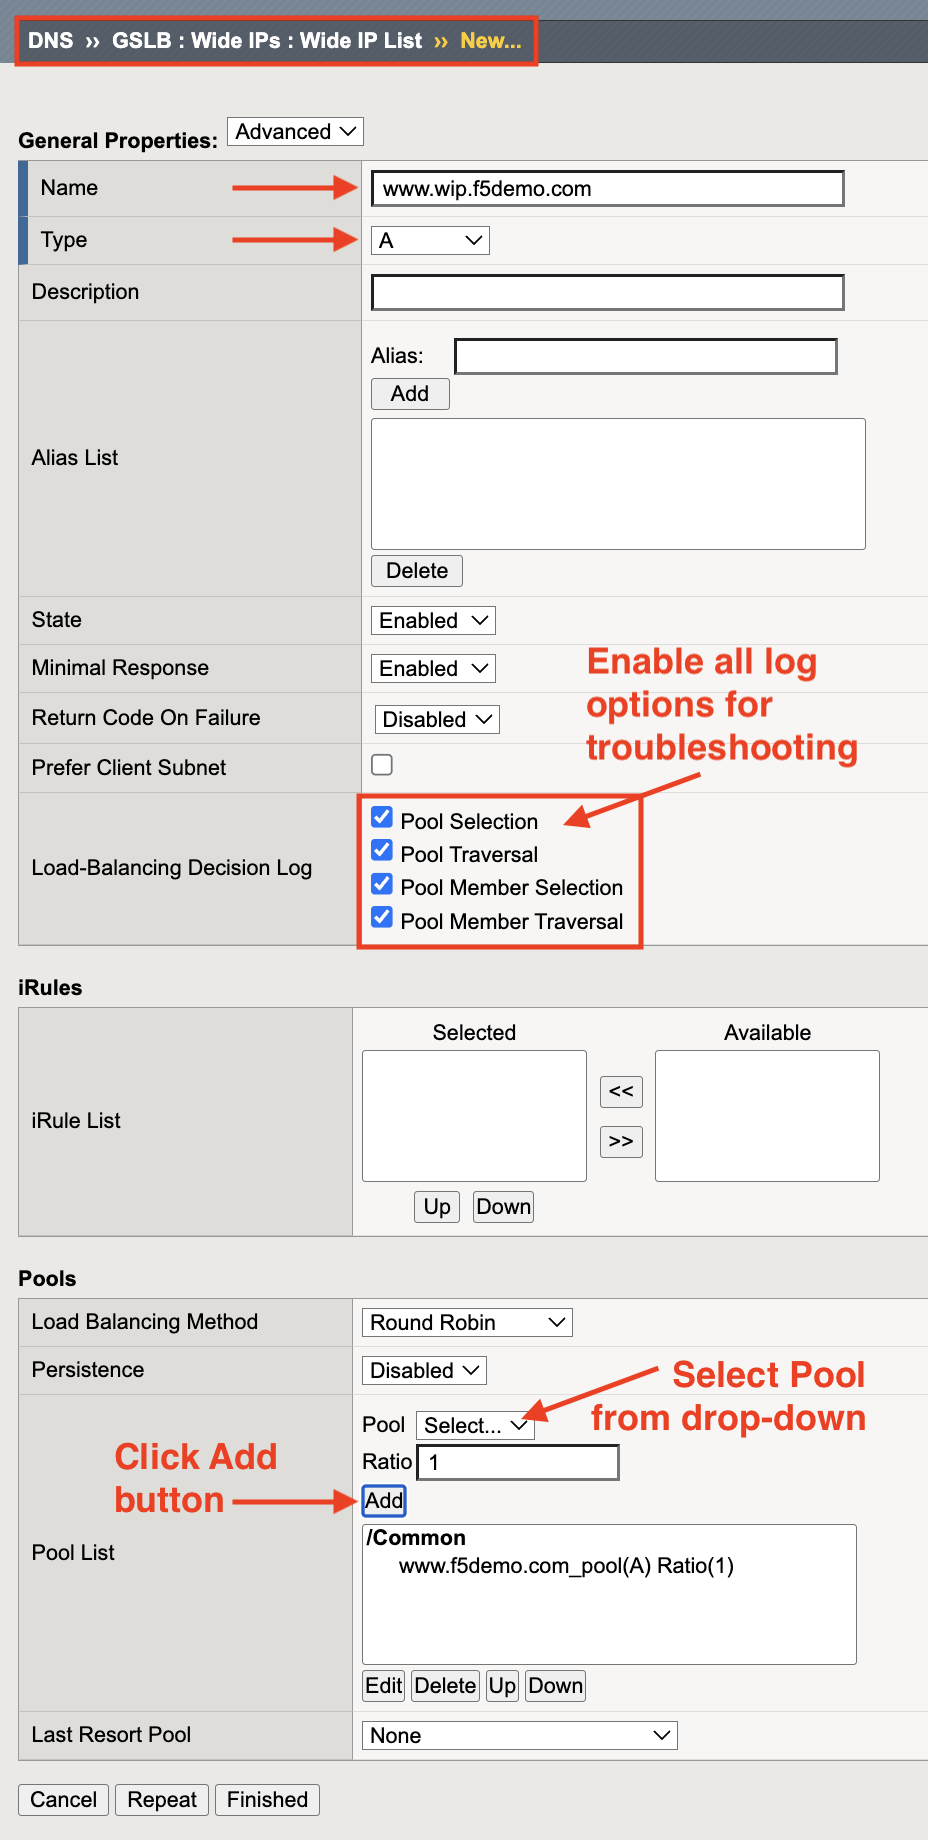 DNS ›› GSLB : Wide IPs : Wide IP List ›› New...
General Properties: Advanced
Name www.wip.f5demo.com
Type A
Description
Alias:
Add
Alias List
Delete
State Enabled
Minimal Response Enabled
Enable all log
options for
troubleshooting
Return Code On Failure Disabled
Prefer Client Subnet
Load-Balancing Decision Log
Pool Selection
Pool Traversal
Pool Member Selection
Pool Member Traversal
iRules
Selected Available
<<
iRule List
>>
Up Down
Pools
Load Balancing Method Round Robin
Persistence Disabled
Select Pool
from drop-down
Pool Select...
Ratio 1
Click Add
button
Add
Pool List
/Common
www.f5demo.com_pool(A) Ratio(1)
Edit Delete Up Down
Last Resort Pool None
Cancel Repeat Finished